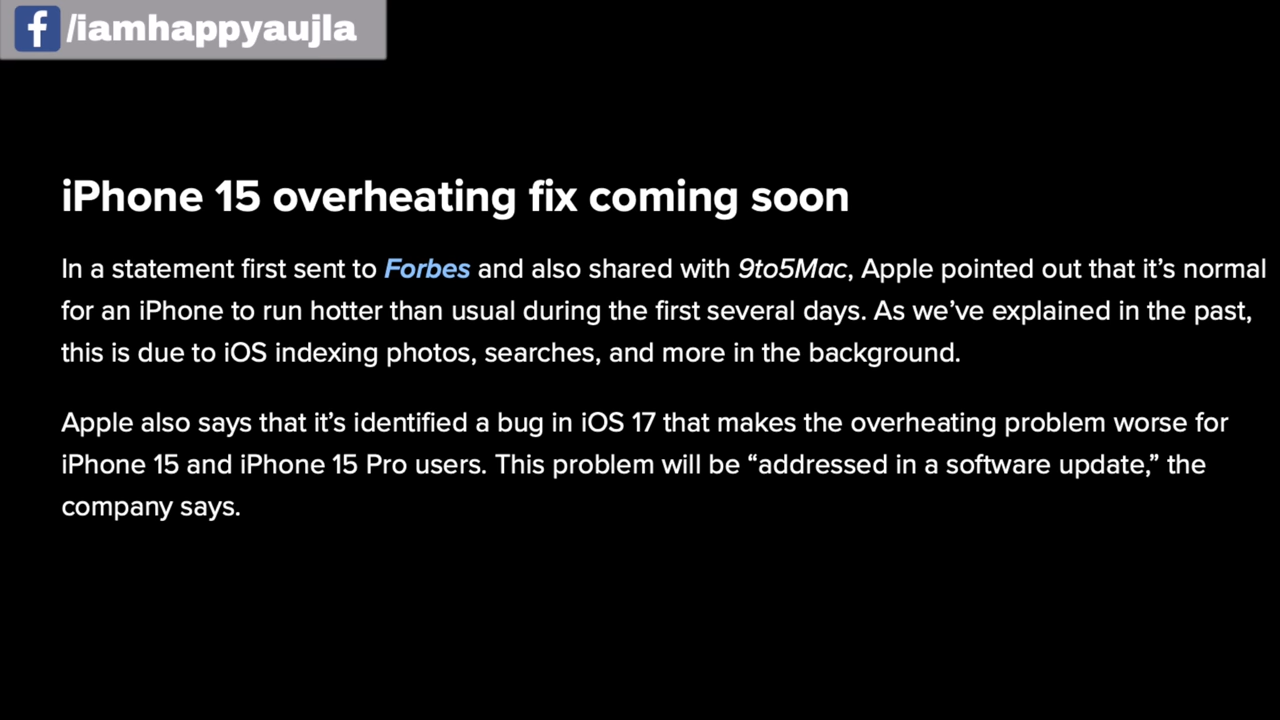 f /iamhappyaujla
iPhone 15 overheating fix coming soon
In a statement first sent to Forbes and also shared with 9to5Mac, Apple pointed out that it’s normal
for an iPhone to run hotter than usual during the first several days. As we’ve explained in the past,
this is due to iOS indexing photos, searches, and more in the background.
Apple also says that it’s identified a bug in iOS 17 that makes the overheating problem worse for
iPhone 15 and iPhone 15 Pro users. This problem will be “addressed in a software update,” the
company says.